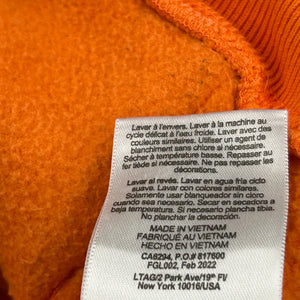 Laver à l'envers. Laver à la machine au
cycle délicat à l'eau froide. Laver avec des
couleurs similaires. Utiliser un agent de
blanchiment sans chlore si nécessaire.
Sécher à température basse. Repasser au
fer tiède si nécessaire. Ne pas repasser les
décorations.
Lavar al revés. Lavar en agua fría ciclo
suave. Lavar con colores similares.
Solamente usar blanqueador sin cloro
cuando sea necesario. Secar en secadora a
baja temperatura. Planchar a baja temperatura.
No planchar la decoración.
MADE IN VIETNAM
FABRIQUÉ AU VIETNAM
HECHO EN VIETNAM
CA6294, P.O.# 817600
FGL002, Feb 2022
LTAG/2 Park Ave/19th Fl/
New York 10016/USA